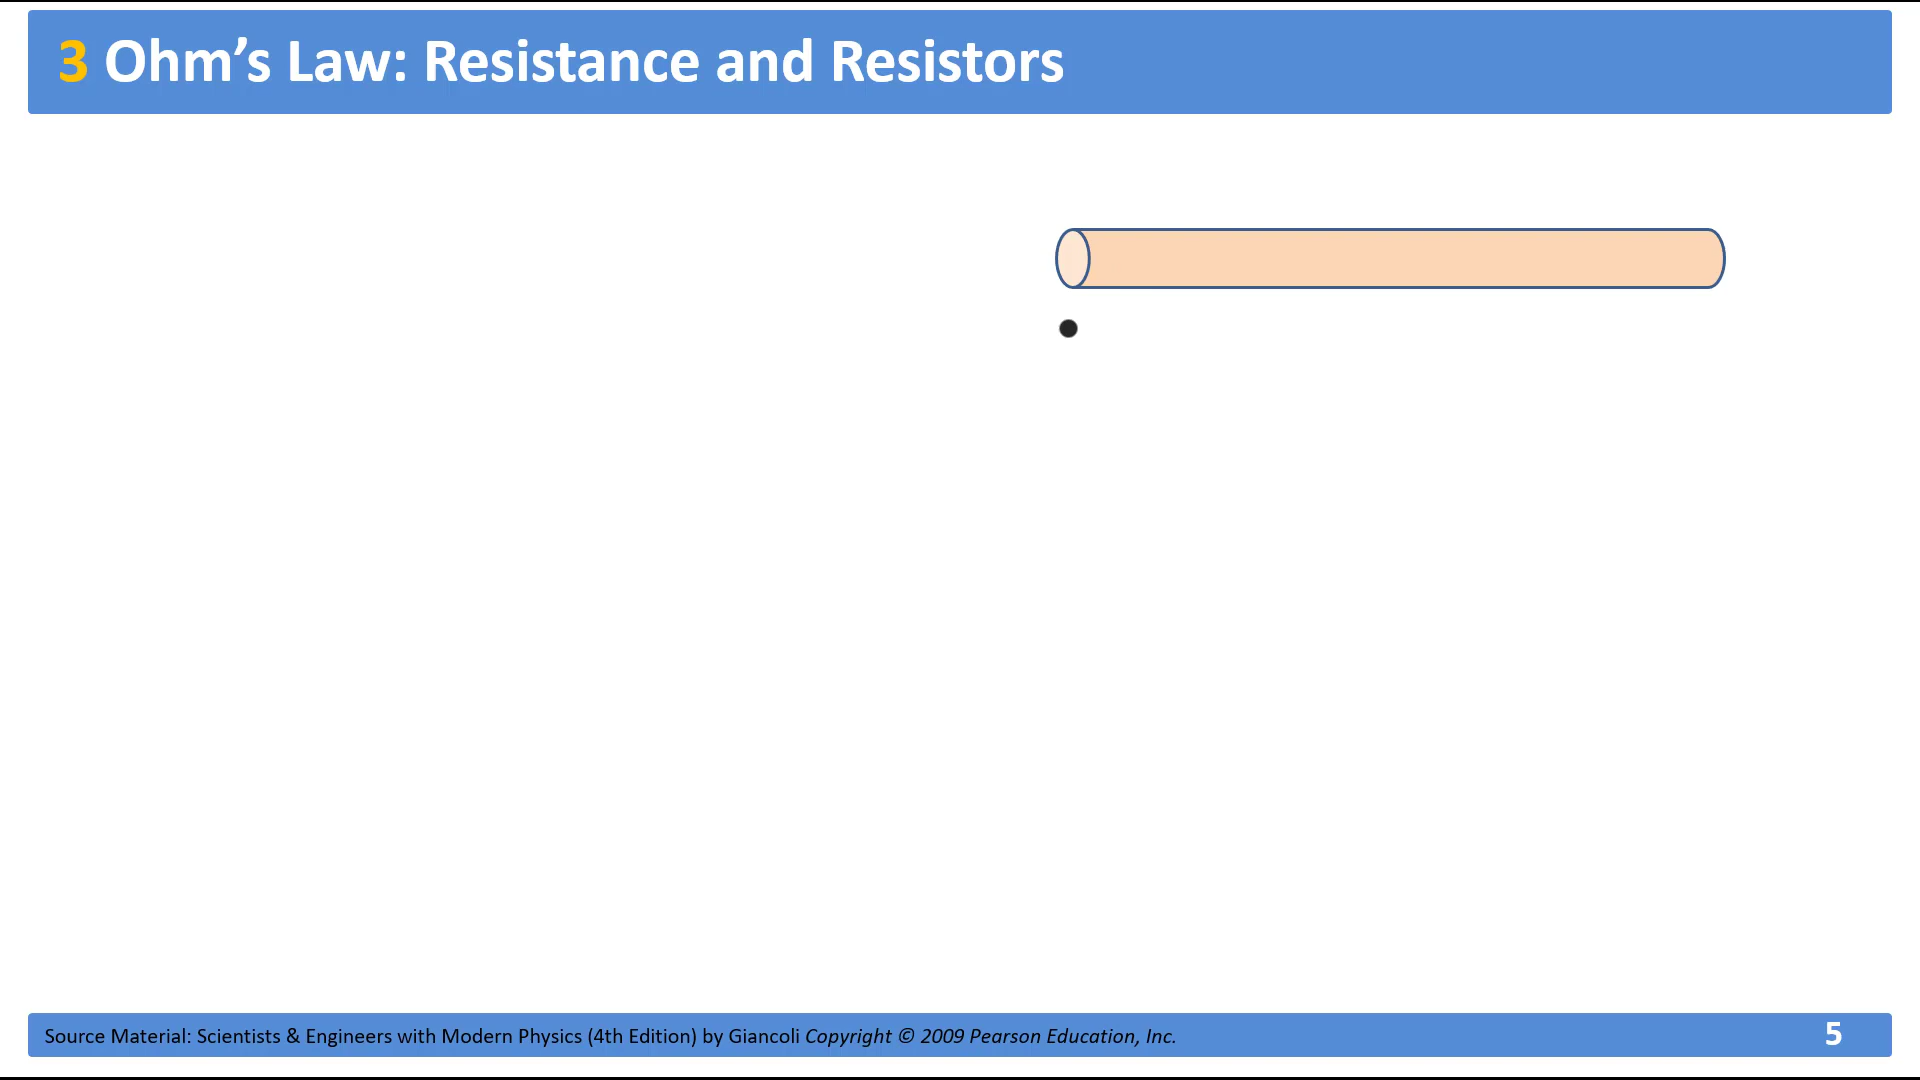 3 Ohm’s Law: Resistance and Resistors
Source Material: Scientists & Engineers with Modern Physics (4th Edition) by Giancoli Copyright © 2009 Pearson Education, Inc.
5